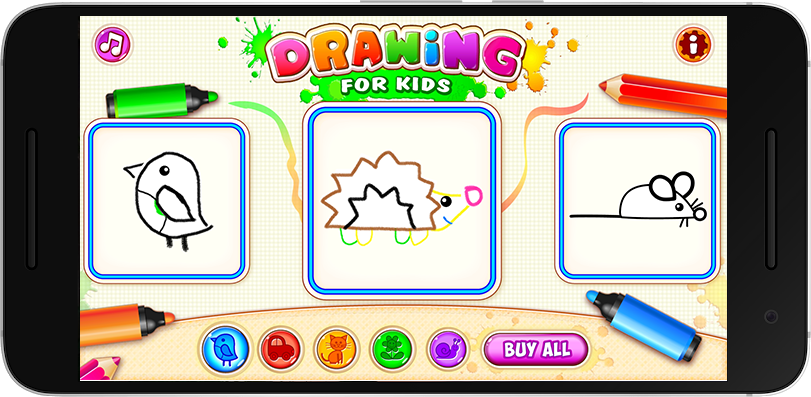 DRAWING
FOR KIDS
BUY ALL